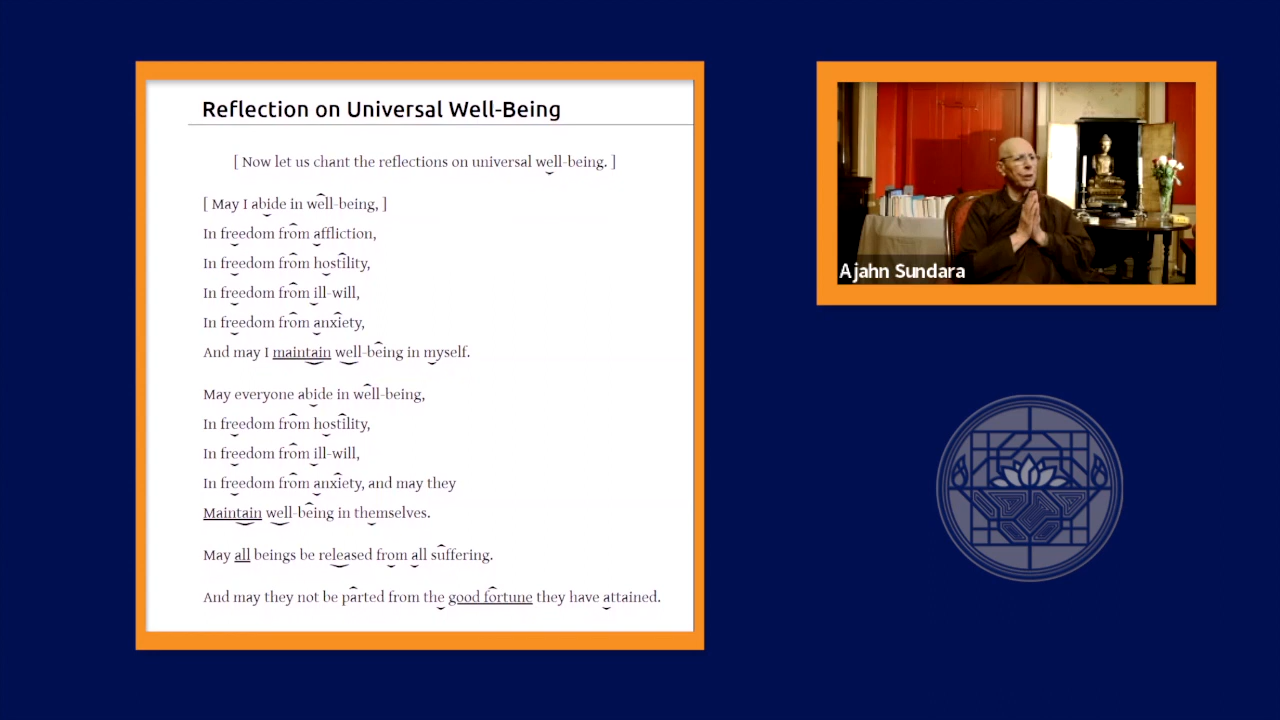 Reflection on Universal Well-Being
[ Now let us chant the reflections on universal well-being. ]
[ May I abide in well-being, ]
In freedom from affliction,
In freedom from hostility,
In freedom from ill-will,
In freedom from anxiety,
And may I maintain well-being in myself.
May everyone abide in well-being,
In freedom from hostility,
In freedom from ill-will,
In freedom from anxiety, and may they
Maintain well-being in themselves.
May all beings be released from all suffering.
And may they not be parted from the good fortune they have attained.
Ajahn Sundara